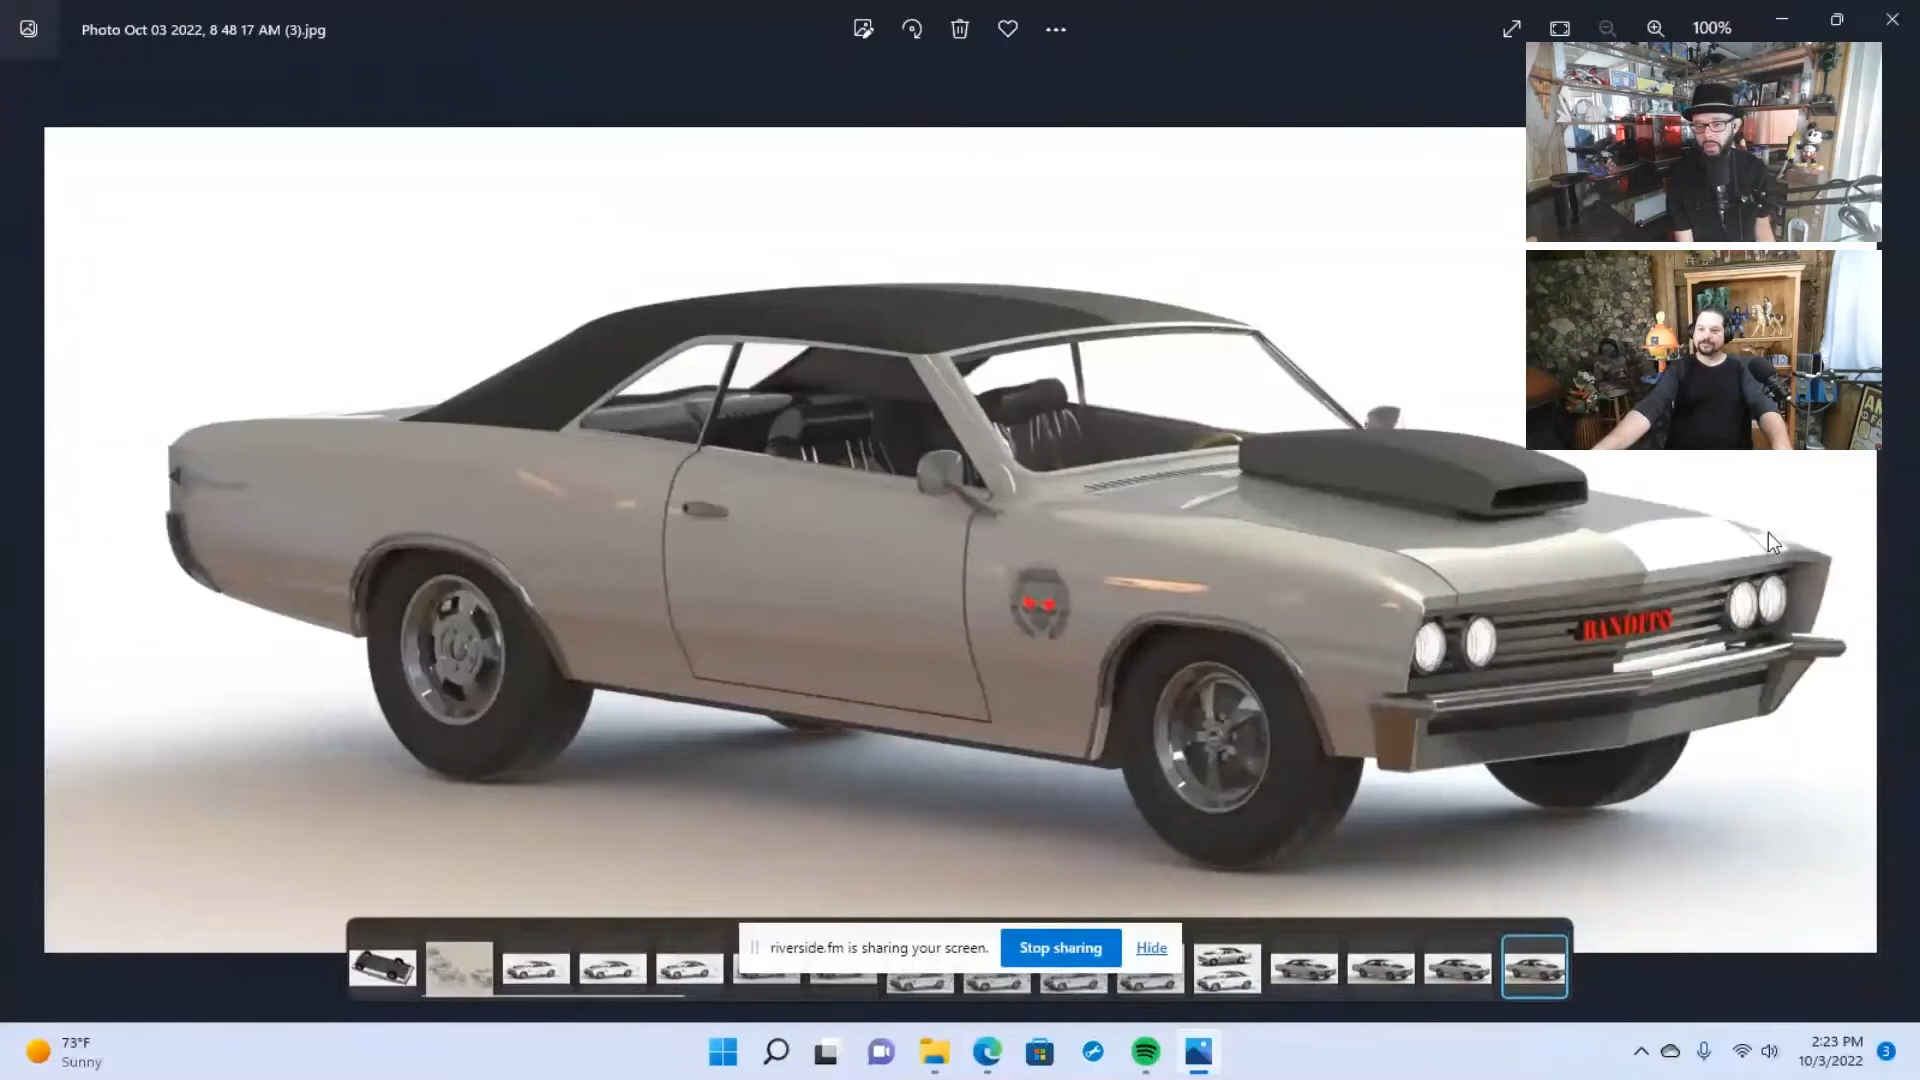 Photo Oct 03 2022, 8 48 17 AM (3).jpg
100%
BANDITO
riverside.fm is sharing your screen.
Stop sharing
Hide
73°F
Sunny
2:23 PM
10/3/2022
3